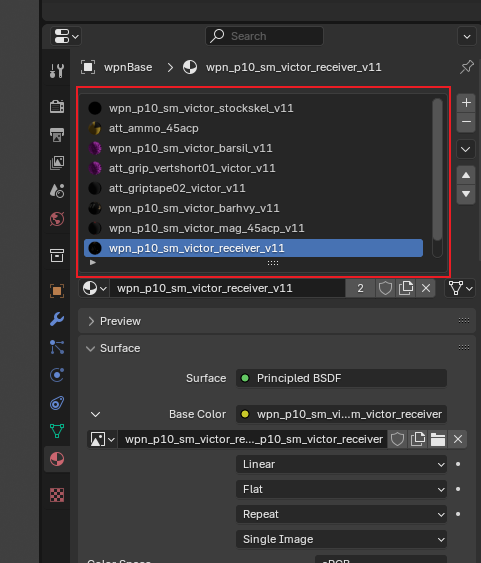 Search
wpnBase > wpn_p10_sm_victor_receiver_v11
wpn_p10_sm_victor_stockskel_v11
att_ammo_45acp
wpn_p10_sm_victor_barsil_v11
att_grip_vertshort01_victor_v11
att_griptape02_victor_v11
wpn_p10_sm_victor_barhvy_v11
wpn_p10_sm_victor_mag_45acp_v11
wpn_p10_sm_victor_receiver_v11
wpn_p10_sm_victor_receiver_v11 2
Preview
Surface
Surface Principled BSDF
Base Color wpn_p10_sm_vi...m_victor_receiver
wpn_p10_sm_victor_re..._p10_sm_victor_receiver
Linear
Flat
Repeat
Single Image
Color Space sRGB